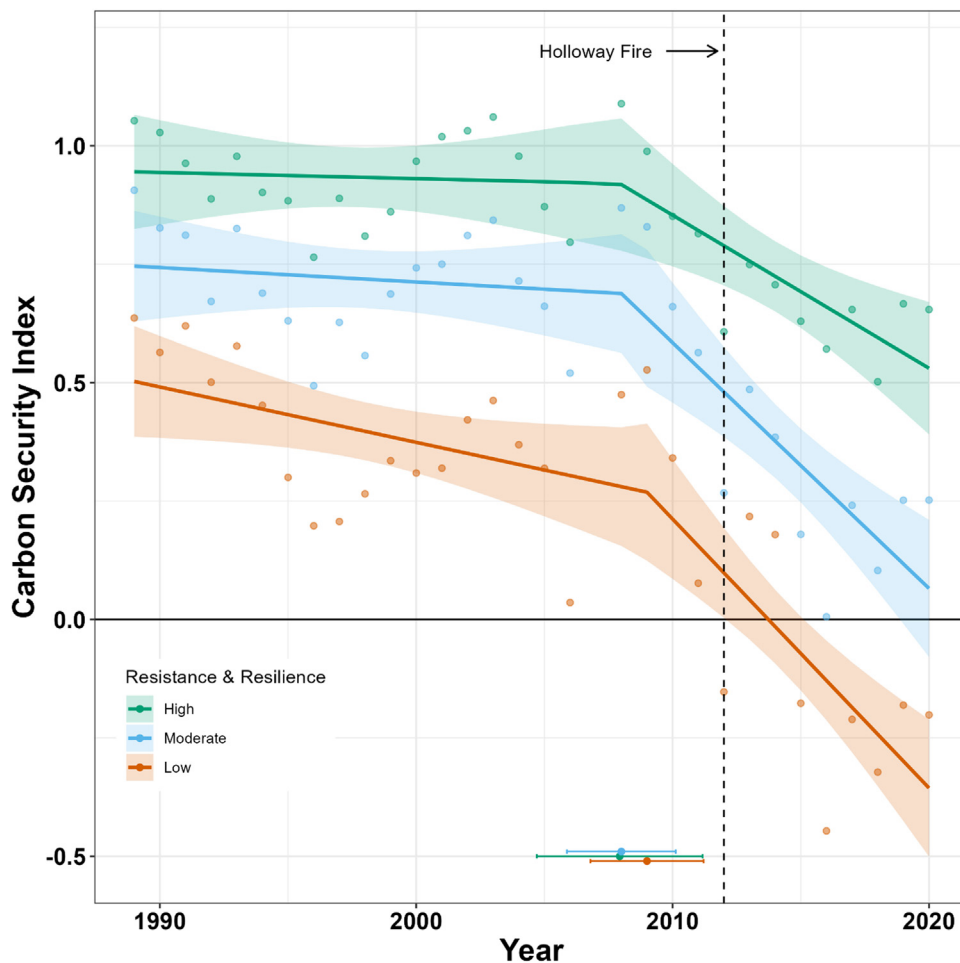 Holloway Fire
1.0
0.5
0.0
-0.5
Carbon Security Index
Resistance & Resilience
High
Moderate
Low
1990 2000 2010 2020
Year